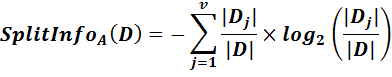 SplitInfo_A(D) = − ∑_{j=1}^{v} |D_j|/|D| × log_2(|D_j|/|D|)